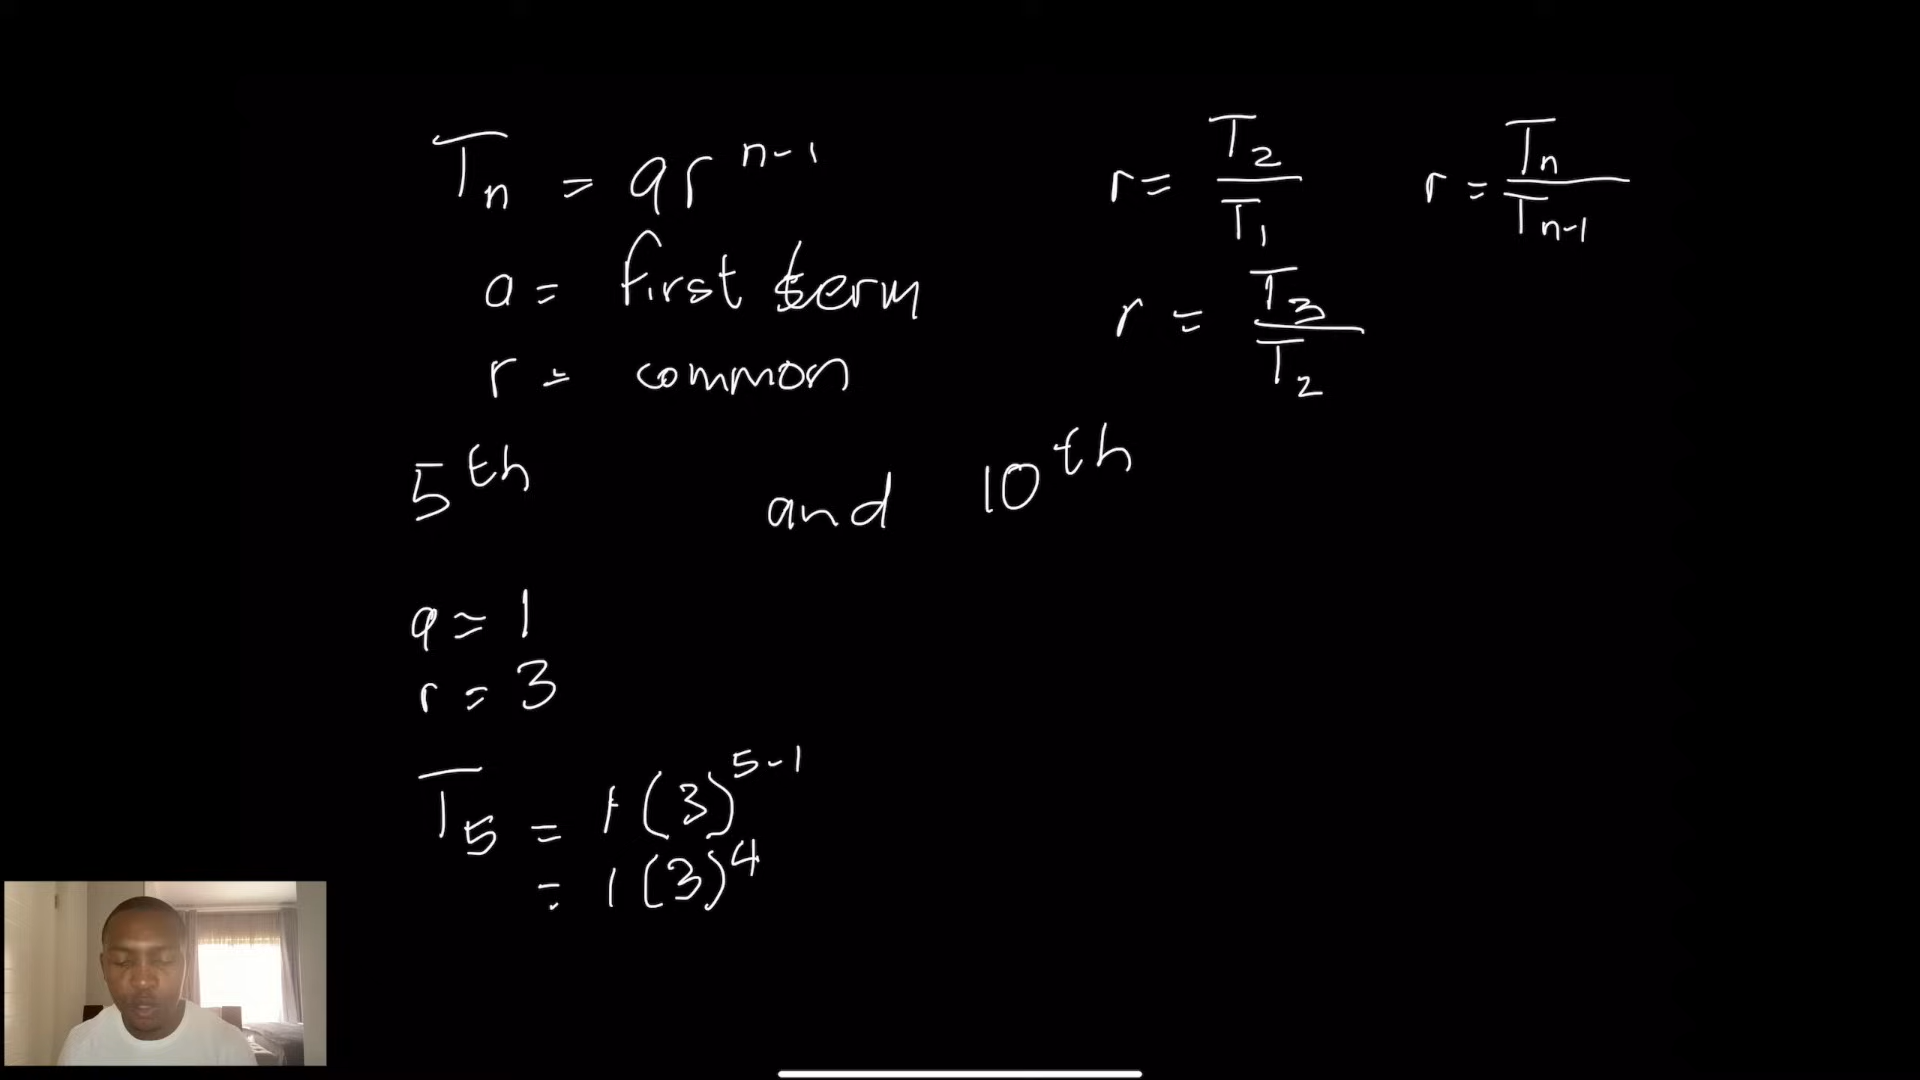 Tn = ar^n-1
a = first term
r = common
r = T2/T1
r = Tn/Tn-1
r = T3/T2
5th and 10th
a = 1
r = 3
T5 = 1(3)^5-1
= 1(3)^4